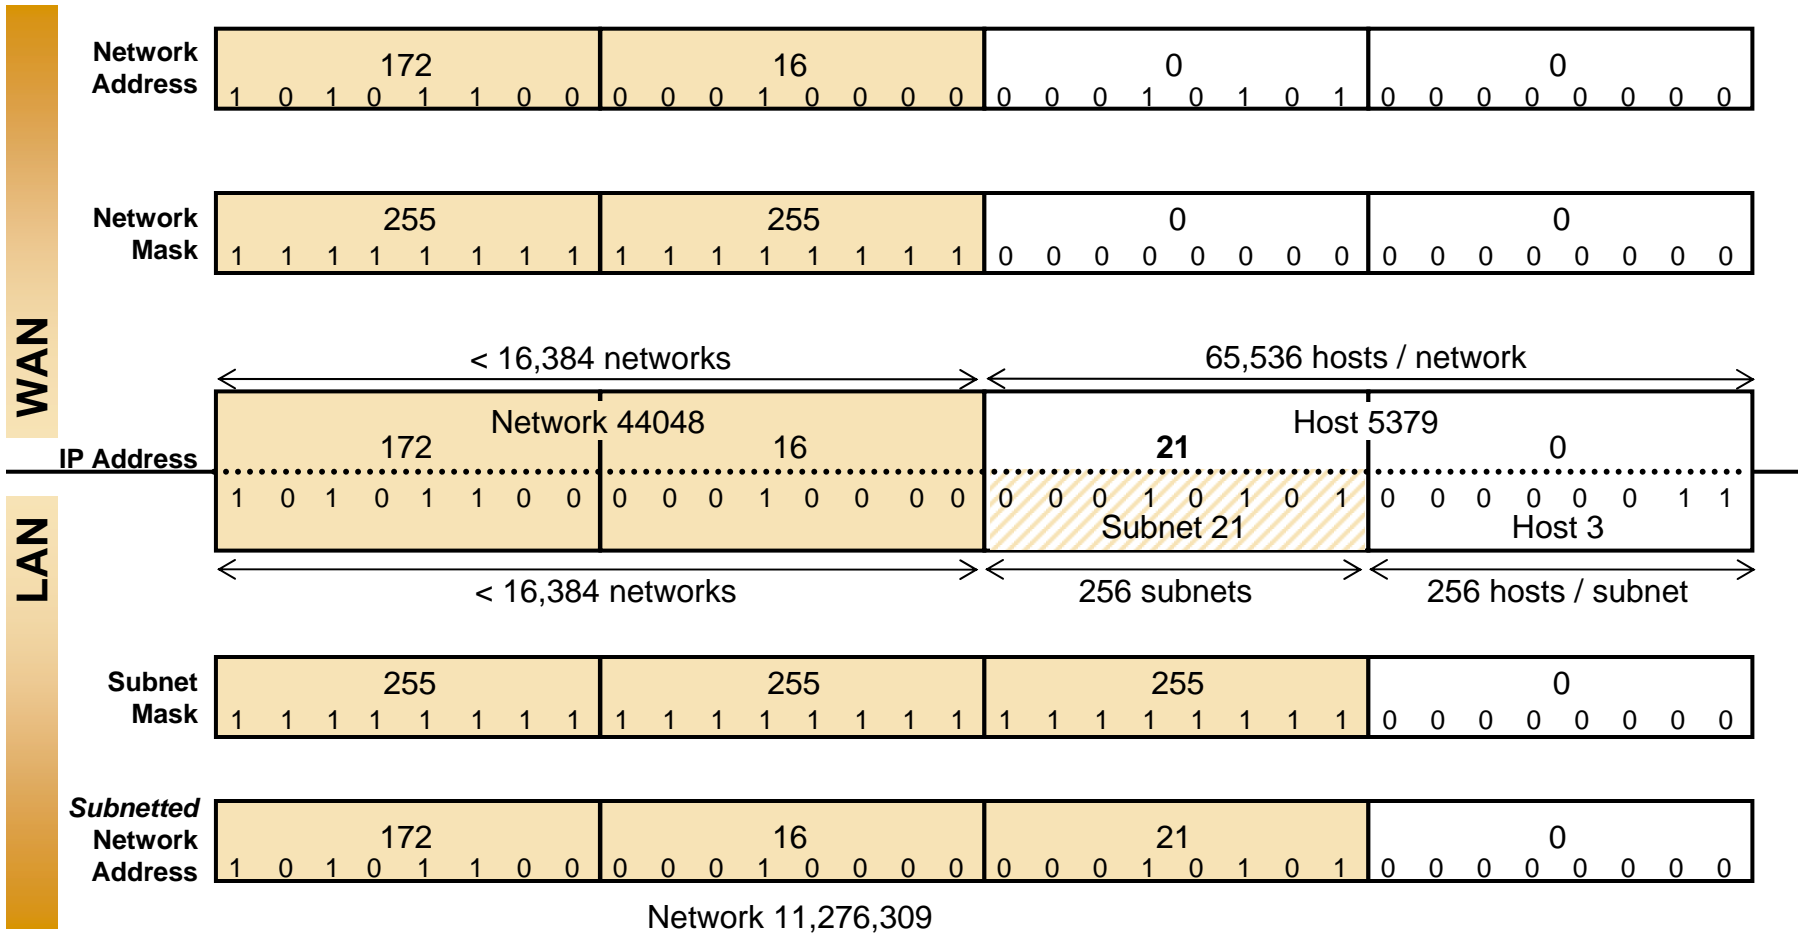 WAN
Network
Address
172 16 0 0
1 0 1 0 1 1 0 0 0 0 0 1 0 0 0 0 0 0 0 1 0 1 0 1 0 0 0 0 0 0 0 0
Network
Mask
255 255 0 0
1 1 1 1 1 1 1 1 1 1 1 1 1 1 1 1 0 0 0 0 0 0 0 0 0 0 0 0 0 0 0 0
< 16,384 networks 65,536 hosts / network
Network 44048 Host 5379
IP Address 172 16 21 0
1 0 1 0 1 1 0 0 0 0 0 1 0 0 0 0 0 0 0 1 0 1 0 1 0 0 0 0 0 0 1 1
Subnet 21 Host 3
LAN
< 16,384 networks 256 subnets 256 hosts / subnet
Subnet
Mask
255 255 255 0
1 1 1 1 1 1 1 1 1 1 1 1 1 1 1 1 1 1 1 1 1 1 1 1 0 0 0 0 0 0 0 0
Subnetted
Network
Address
172 16 21 0
1 0 1 0 1 1 0 0 0 0 0 1 0 0 0 0 0 0 0 1 0 1 0 1 0 0 0 0 0 0 0 0
Network 11,276,309